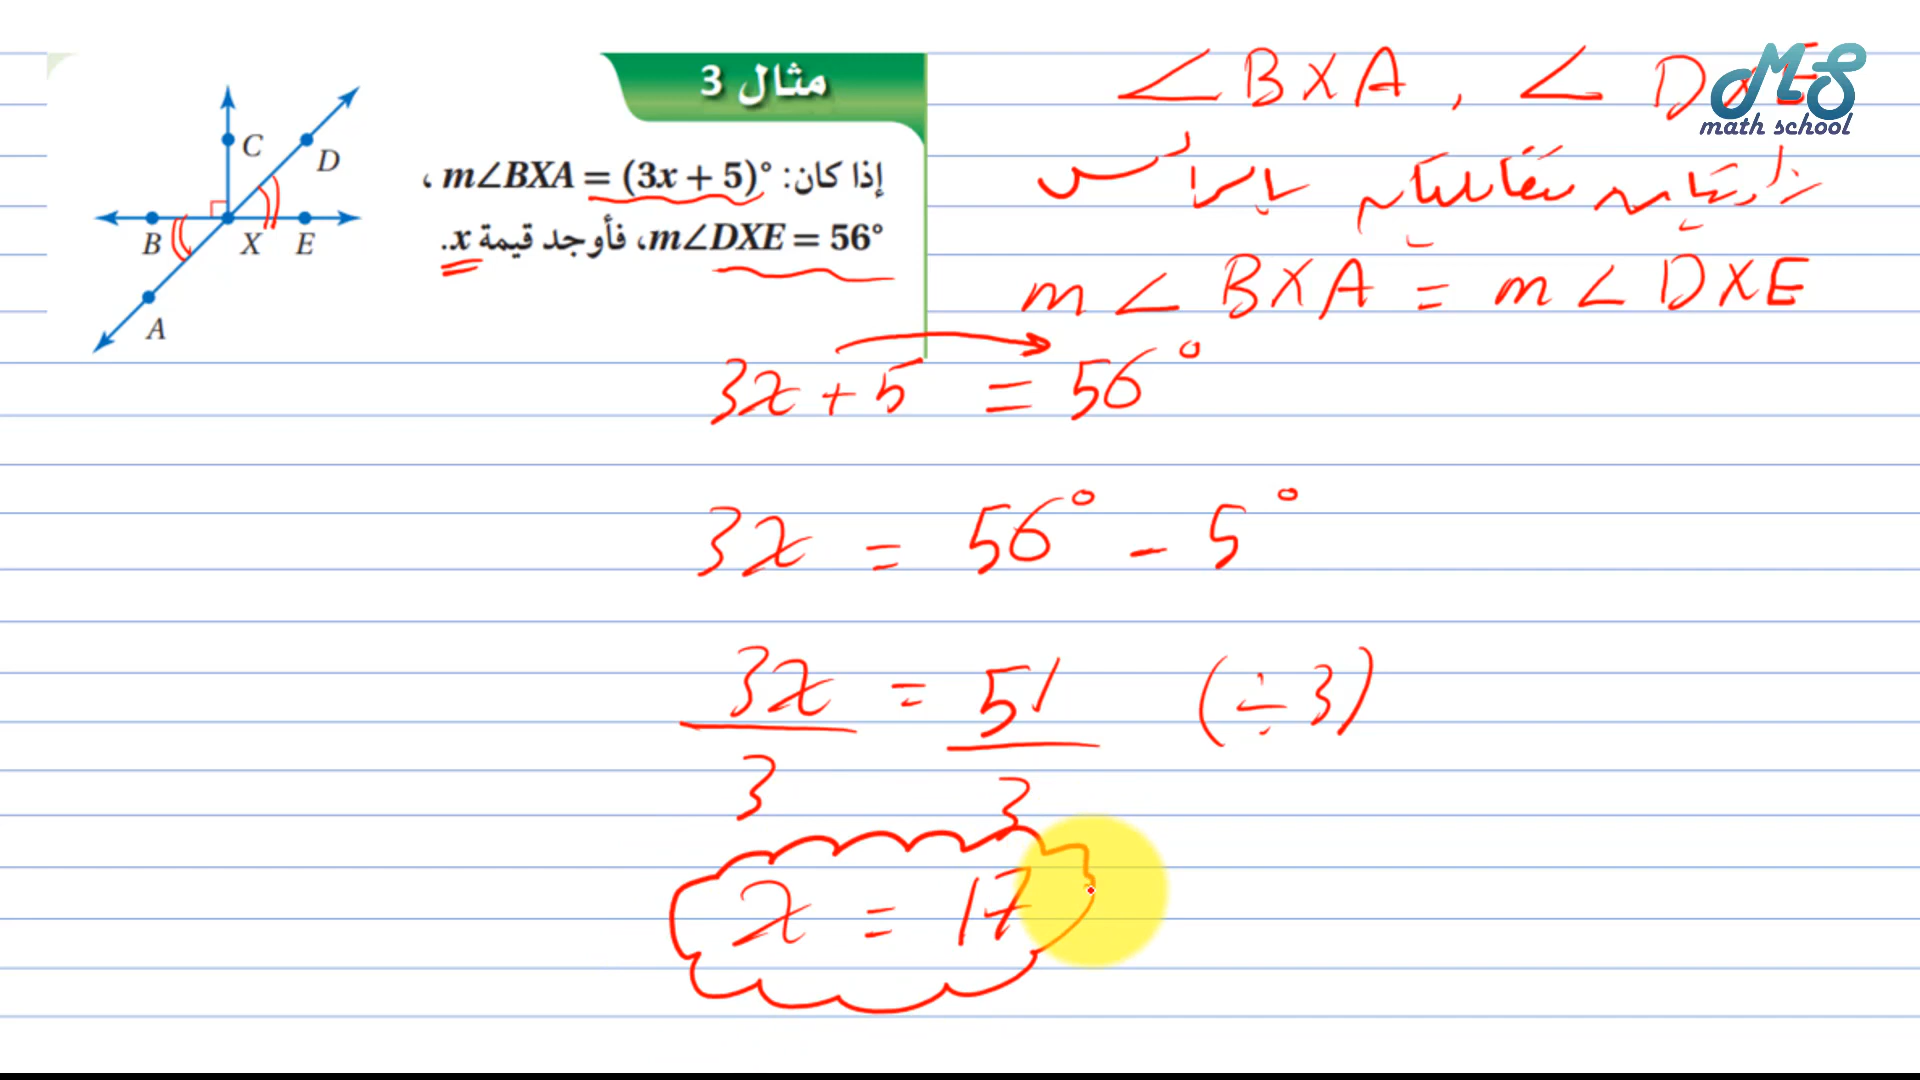 مثال 3
إذا كان: m∠BXA = (3x + 5)° ،
m∠DXE = 56°، فأوجد قيمة x.
C
D
B
X
E
A
∠BXA , ∠DXE
MS
math school
زاويتان متقابلتان بالرأس
m∠BXA = m∠DXE
3x + 5 = 56°
3x = 56° - 5°
3x = 51 (÷3)
3 3
x = 17